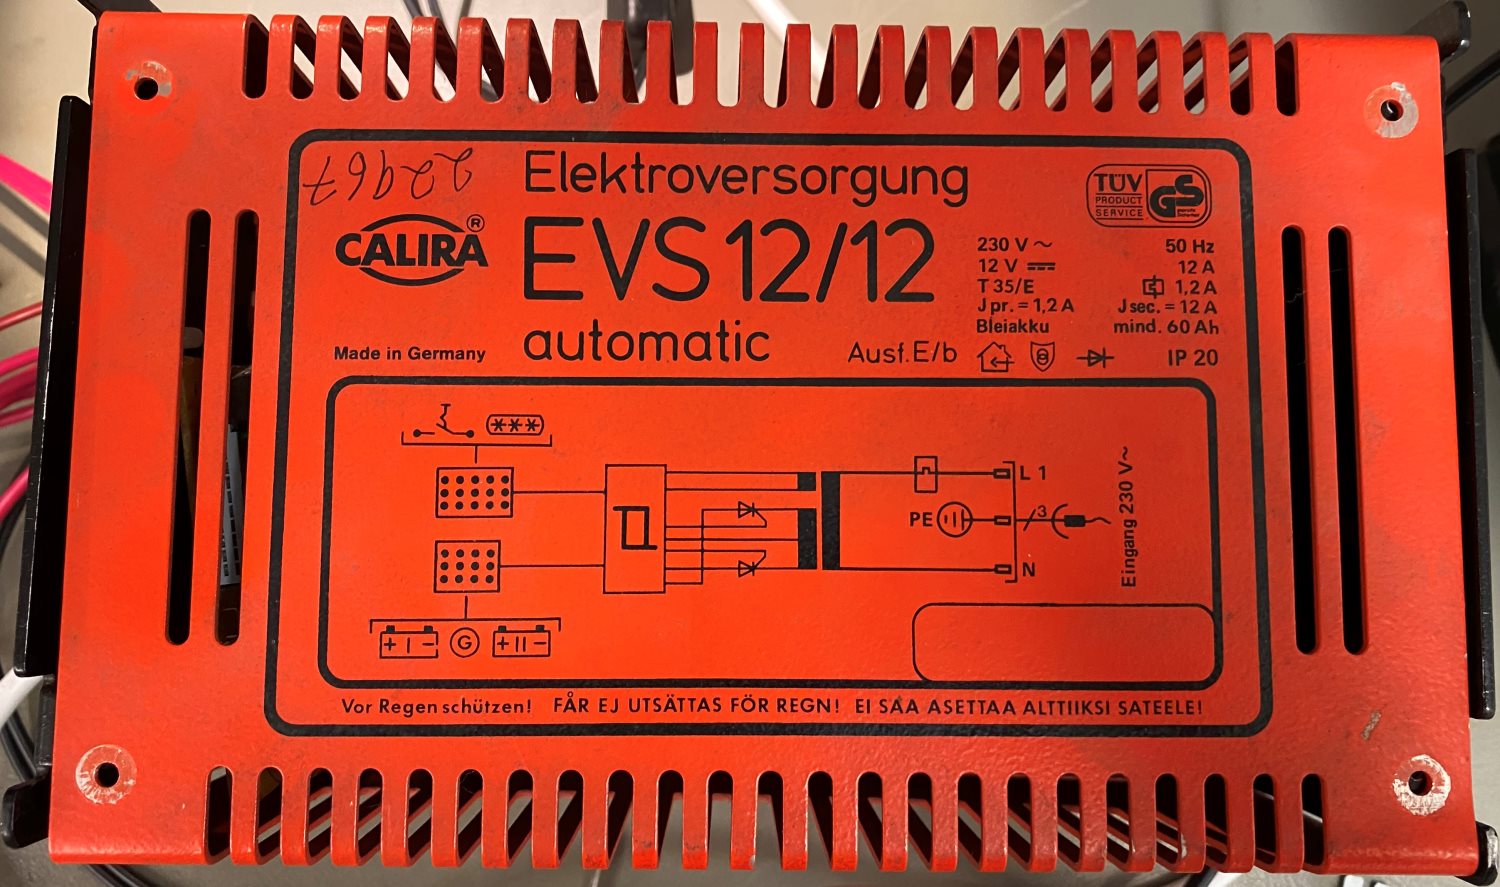 22967
Elektroversorgung
CALIRA®
EVS 12/12
automatic
Ausf. E/b
Made in Germany
TÜV
PRODUCT
SERVICE
GS
geprüfte
Sicherheit
230 V ~ 50 Hz
12 V 12 A
T 35/E 1,2 A
J pr. = 1,2 A J sec. = 12 A
Bleiakku mind. 60 Ah
IP 20
***
L 1
PE
3
N
Eingang 230 V~
+ I -
G
+ II -
Vor Regen schützen! FÅR EJ UTSÄTTAS FÖR REGN! EI SAA ASETTAA ALTTIIKSI SATEELE!